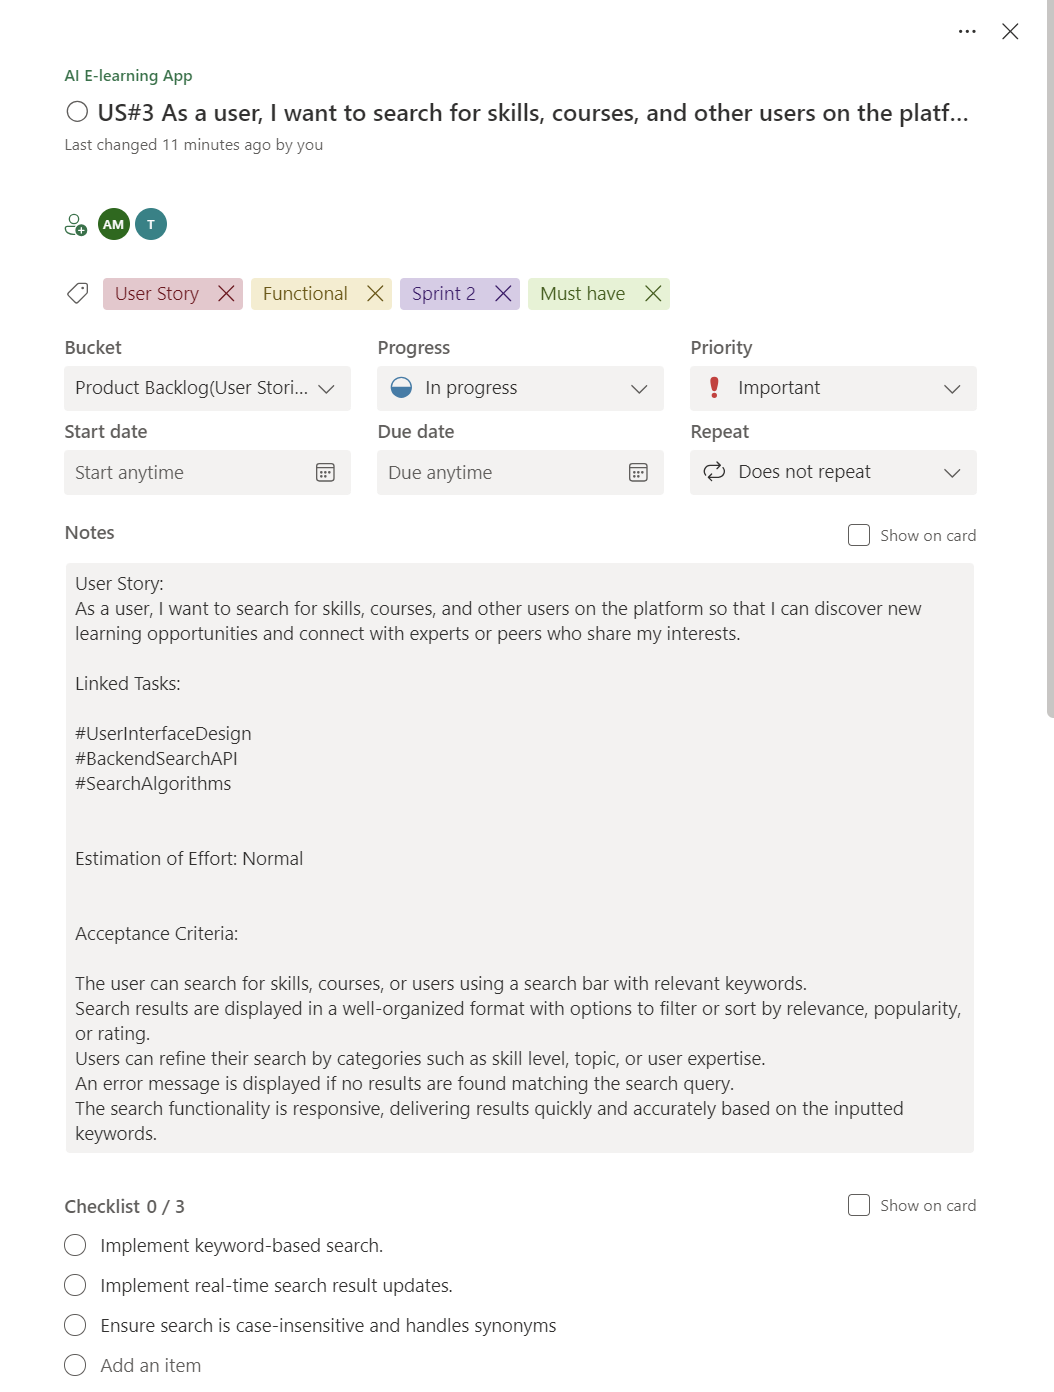 AI E-learning App
US#3 As a user, I want to search for skills, courses, and other users on the platf...
Last changed 11 minutes ago by you
AM T
User Story Functional Sprint 2 Must have
Bucket Progress Priority
Product Backlog(User Stori... In progress Important
Start date Due date Repeat
Start anytime Due anytime Does not repeat
Notes Show on card
User Story:
As a user, I want to search for skills, courses, and other users on the platform so that I can discover new
learning opportunities and connect with experts or peers who share my interests.
Linked Tasks:
#UserInterfaceDesign
#BackendSearchAPI
#SearchAlgorithms
Estimation of Effort: Normal
Acceptance Criteria:
The user can search for skills, courses, or users using a search bar with relevant keywords.
Search results are displayed in a well-organized format with options to filter or sort by relevance, popularity,
or rating.
Users can refine their search by categories such as skill level, topic, or user expertise.
An error message is displayed if no results are found matching the search query.
The search functionality is responsive, delivering results quickly and accurately based on the inputted
keywords.
Checklist 0 / 3 Show on card
Implement keyword-based search.
Implement real-time search result updates.
Ensure search is case-insensitive and handles synonyms
Add an item